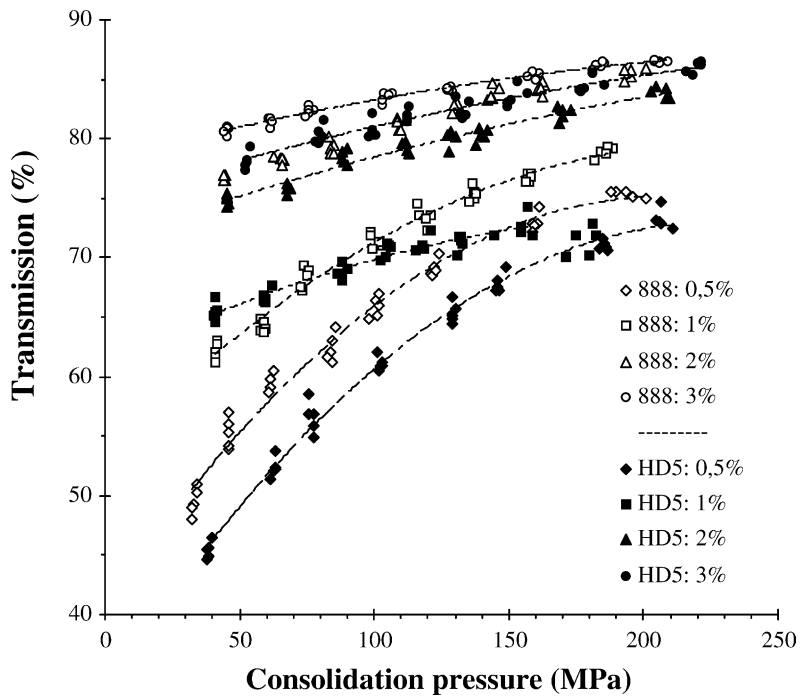 90
80
70
60
50
40
Transmission (%)
0
50
100
150
200
250
Consolidation pressure (MPa)
888: 0,5%
888: 1%
888: 2%
888: 3%
----------
HD5: 0,5%
HD5: 1%
HD5: 2%
HD5: 3%